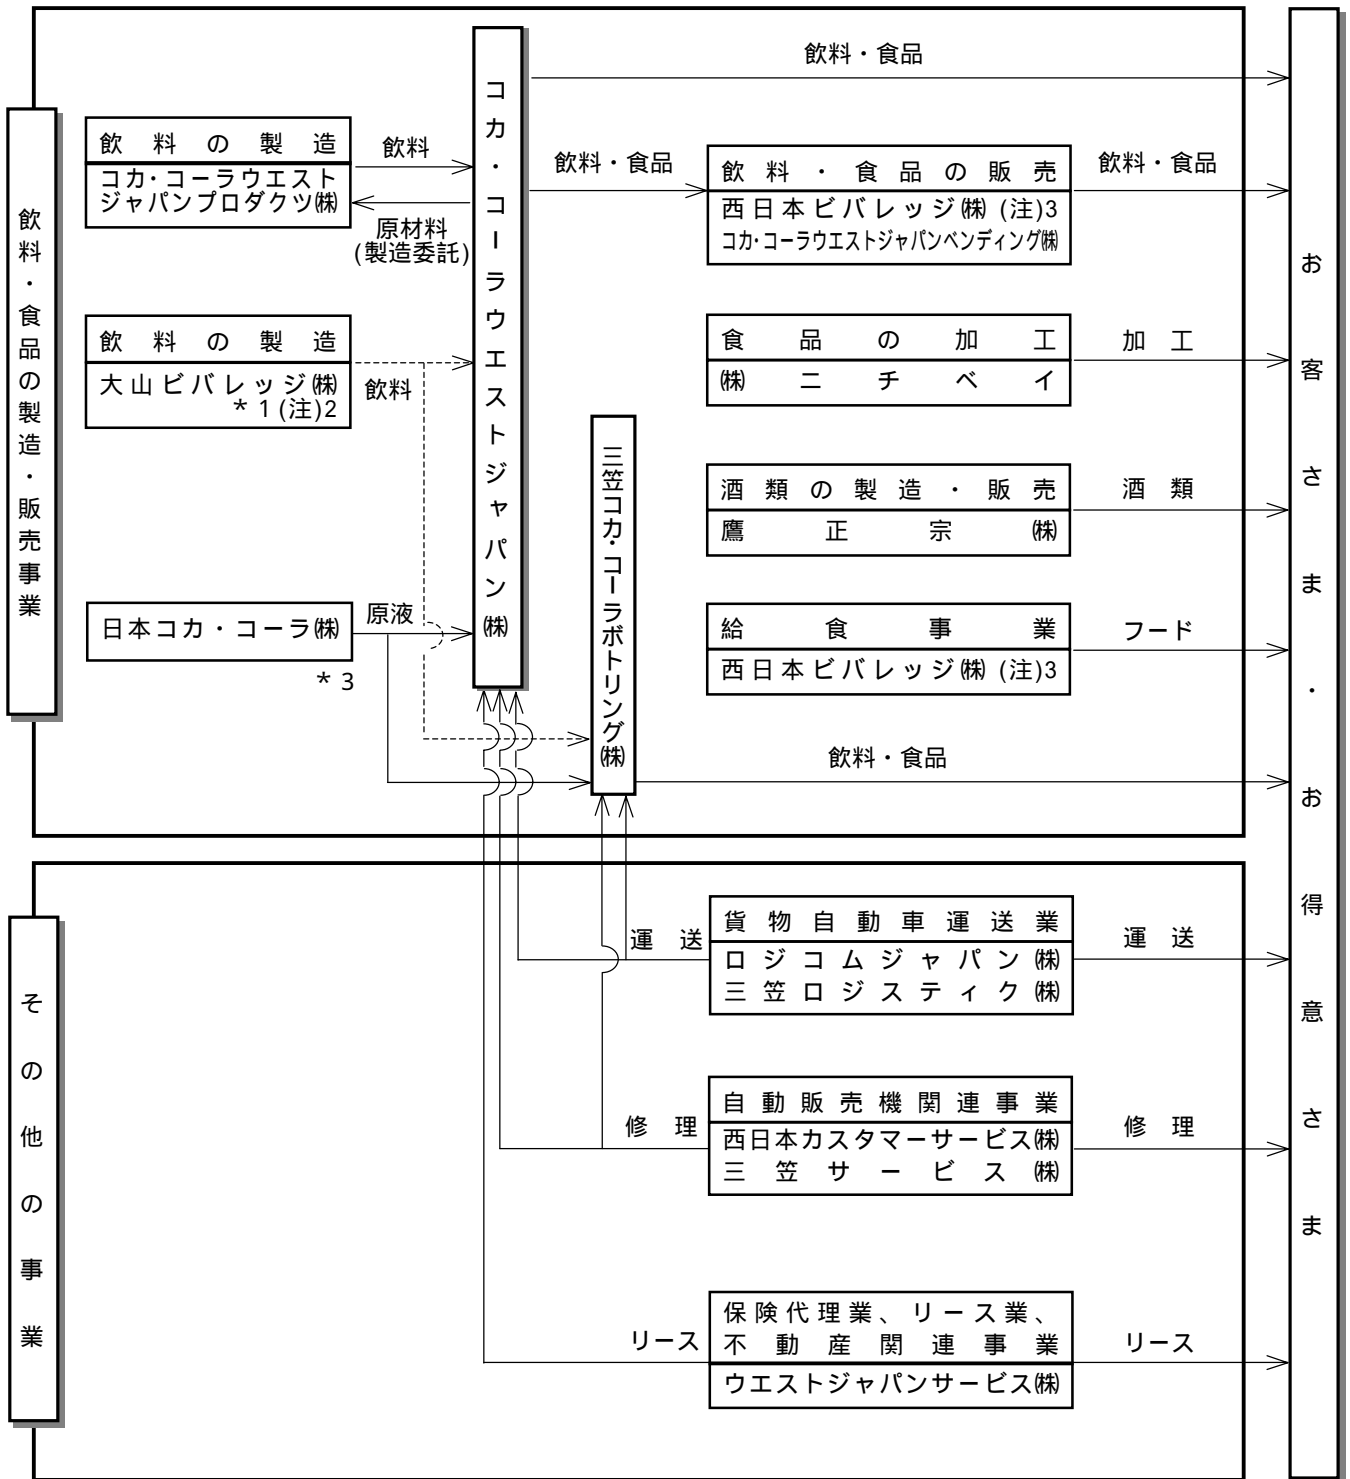 飲料・食品の製造・販売事業
飲料の製造
コカ・コーラウエスト
ジャパンプロダクツ㈱
飲料
原材料
(製造委託)
飲料の製造
大山ビバレッジ㈱
*1(注)2
飲料
日本コカ・コーラ㈱
*3
原液
コカ・コーラウエストジャパン㈱
飲料・食品
飲料・食品
飲料・食品の販売
西日本ビバレッジ㈱(注)3
コカ・コーラウエストジャパンベンディング㈱
飲料・食品
食品の加工
㈱ニチベイ
加工
酒類の製造・販売
鷹正宗㈱
酒類
給食事業
西日本ビバレッジ㈱(注)3
フード
三笠コカ・コーラボトリング㈱
飲料・食品
お客さま・お得意さま
その他の事業
運送
貨物自動車運送業
ロジコムジャパン㈱
三笠ロジスティク㈱
運送
修理
自動販売機関連事業
西日本カスタマーサービス㈱
三笠サービス㈱
修理
リース
保険代理業、リース業、
不動産関連事業
ウエストジャパンサービス㈱
リース